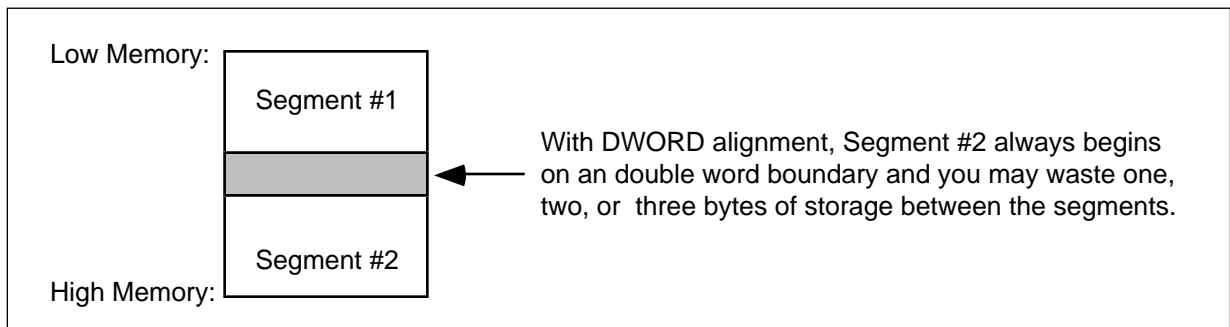 Low Memory:
Segment #1
With DWORD alignment, Segment #2 always begins
on an double word boundary and you may waste one,
two, or  three bytes of storage between the segments.
Segment #2
High Memory: